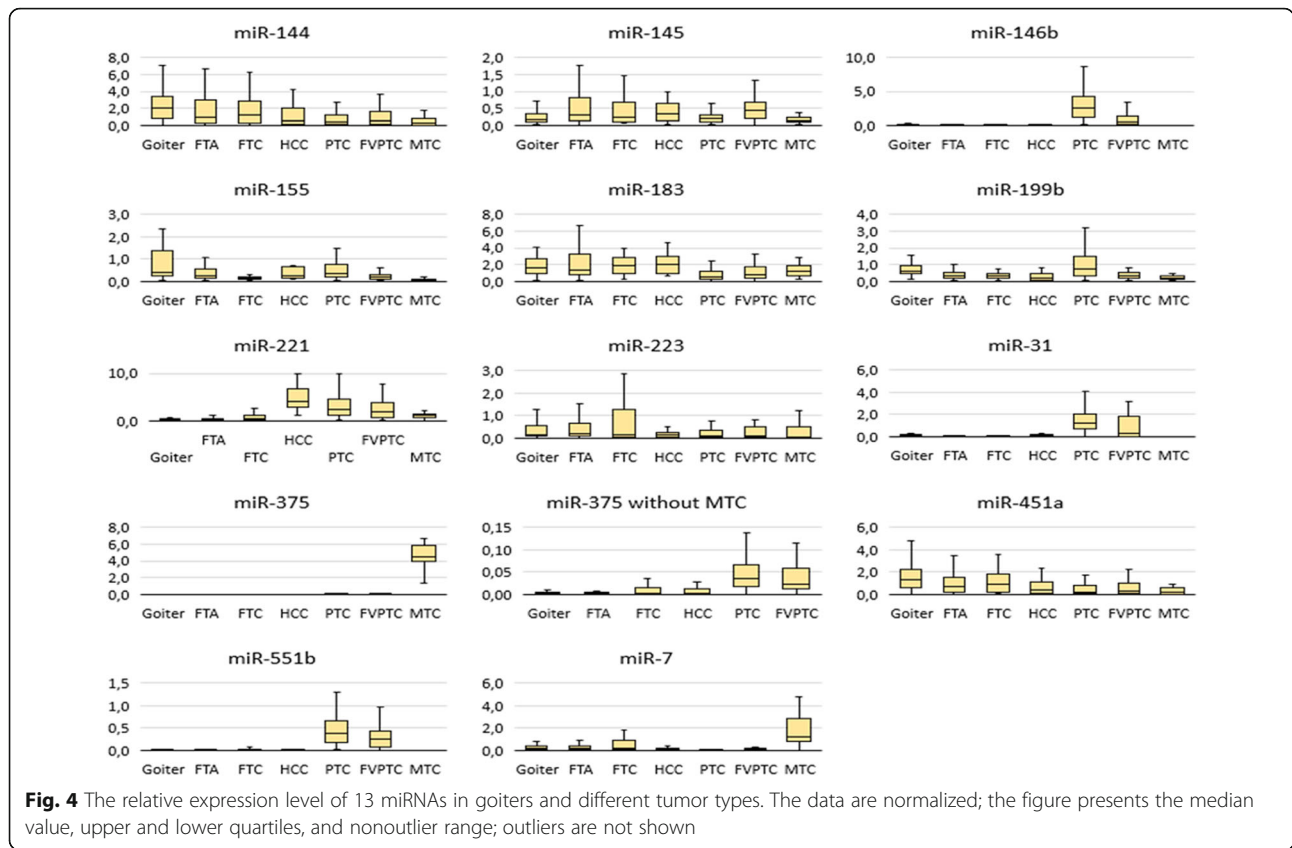 miR-144 miR-145 miR-146b
8,0 2,0 10,0
6,0 1,5
4,0 1,0 5,0
2,0 0,5
0,0 0,0 0,0
Goiter FTA FTC HCC PTC FVPTC MTC Goiter FTA FTC HCC PTC FVPTC MTC Goiter FTA FTC HCC PTC FVPTC MTC
miR-155 miR-183 miR-199b
3,0 8,0 4,0
2,0 6,0 3,0
1,0 4,0 2,0
0,0 2,0 1,0
0,0 0,0
Goiter FTA FTC HCC PTC FVPTC MTC Goiter FTA FTC HCC PTC FVPTC MTC Goiter FTA FTC HCC PTC FVPTC MTC
miR-221 miR-223 miR-31
10,0 3,0 6,0
2,0 4,0
1,0 2,0
0,0 0,0 0,0
FTA HCC FVPTC Goiter FTA FTC HCC PTC FVPTC MTC Goiter FTA FTC HCC PTC FVPTC MTC
Goiter FTC PTC MTC
miR-375 miR-375 without MTC miR-451a
8,0 0,15 6,0
6,0 0,10 4,0
4,0 0,05 2,0
2,0 0,00 0,0
0,0
Goiter FTA FTC HCC PTC FVPTC MTC Goiter FTA FTC HCC PTC FVPTC Goiter FTA FTC HCC PTC FVPTC MTC
miR-551b miR-7
1,5 6,0
1,0 4,0
0,5 2,0
0,0 0,0
Goiter FTA FTC HCC PTC FVPTC MTC Goiter FTA FTC HCC PTC FVPTC MTC
Fig. 4 The relative expression level of 13 miRNAs in goiters and different tumor types. The data are normalized; the figure presents the median
value, upper and lower quartiles, and nonoutlier range; outliers are not shown